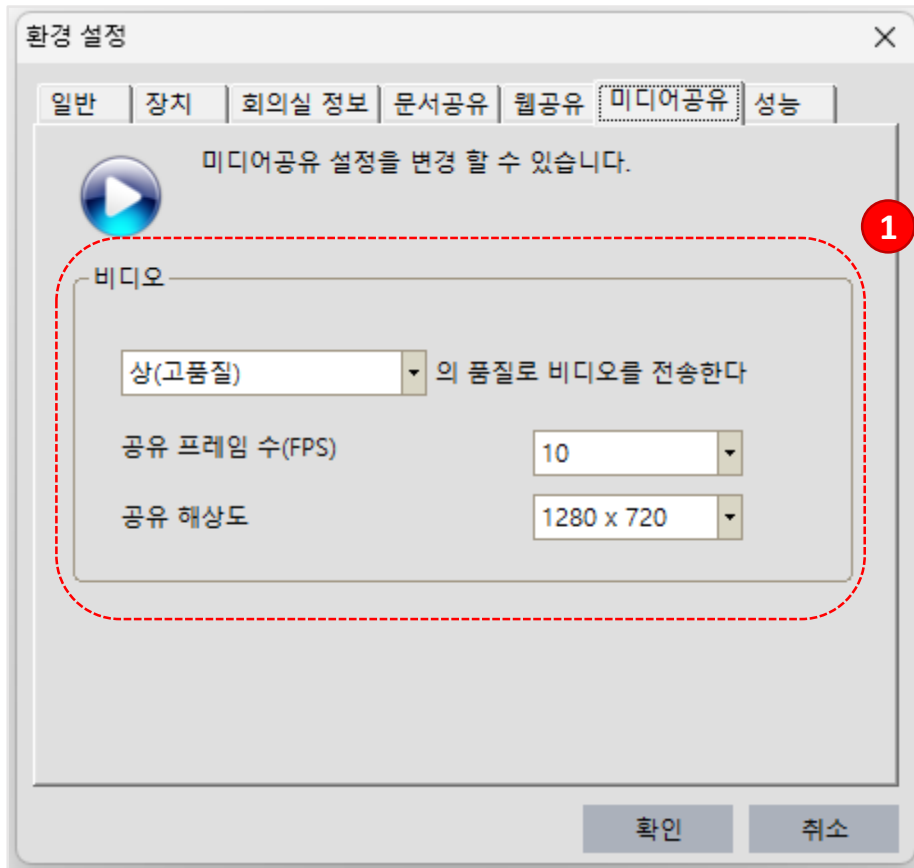 환경 설정
일반 장치 회의실 정보 문서공유 웹공유 미디어공유 성능
미디어공유 설정을 변경 할 수 있습니다.
1
비디오
상(고품질) 의 품질로 비디오를 전송한다
공유 프레임 수(FPS) 10
공유 해상도 1280 x 720
확인 취소